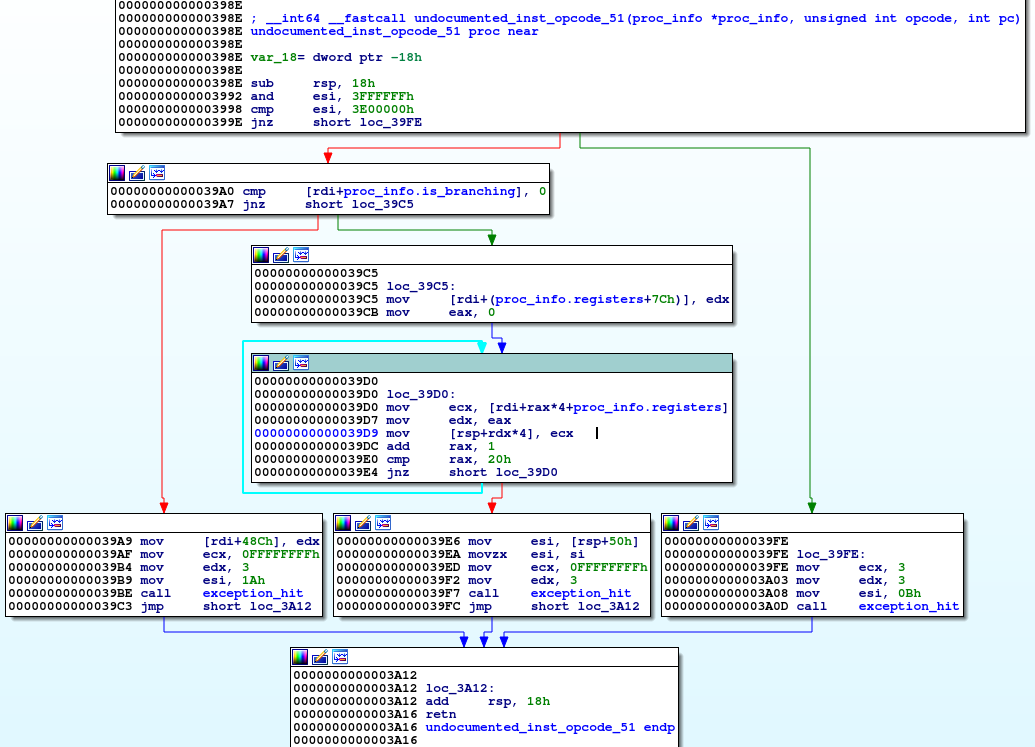 000000000000398E
000000000000398E ; __int64 __fastcall undocumented_inst_opcode_51(proc_info *proc_info, unsigned int opcode, int pc)
000000000000398E undocumented_inst_opcode_51 proc near
000000000000398E
000000000000398E var_18= dword ptr -18h
000000000000398E
000000000000398E sub rsp, 18h
0000000000003992 and esi, 3FFFFFFh
0000000000003998 cmp esi, 3E00000h
000000000000399E jnz short loc_39FE
00000000000039A0 cmp [rdi+proc_info.is_branching], 0
00000000000039A7 jnz short loc_39C5
00000000000039C5
00000000000039C5 loc_39C5:
00000000000039C5 mov [rdi+(proc_info.registers+7Ch)], edx
00000000000039CB mov eax, 0
00000000000039D0
00000000000039D0 loc_39D0:
00000000000039D0 mov ecx, [rdi+rax*4+proc_info.registers]
00000000000039D7 mov edx, eax
00000000000039D9 mov [rsp+rdx*4], ecx
00000000000039DC add rax, 1
00000000000039E0 cmp rax, 20h
00000000000039E4 jnz short loc_39D0
00000000000039A9 mov [rdi+48Ch], edx
00000000000039AF mov ecx, 0FFFFFFFFh
00000000000039B4 mov edx, 3
00000000000039B9 mov esi, 1Ah
00000000000039BE call exception_hit
00000000000039C3 jmp short loc_3A12
00000000000039E6 mov esi, [rsp+50h]
00000000000039EA movzx esi, si
00000000000039ED mov ecx, 0FFFFFFFFh
00000000000039F2 mov edx, 3
00000000000039F7 call exception_hit
00000000000039FC jmp short loc_3A12
00000000000039FE
00000000000039FE loc_39FE:
00000000000039FE mov ecx, 3
0000000000003A03 mov edx, 3
0000000000003A08 mov esi, 0Bh
0000000000003A0D call exception_hit
0000000000003A12
0000000000003A12 loc_3A12:
0000000000003A12 add rsp, 18h
0000000000003A16 retn
0000000000003A16 undocumented_inst_opcode_51 endp
0000000000003A16